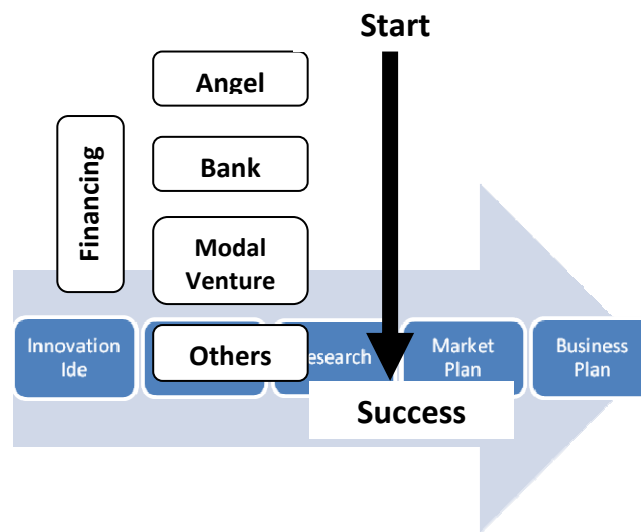 Start
Angel
Bank
Financing
Modal
Venture
Others
Innovation
Ide
esearch
Market
Plan
Business
Plan
Success